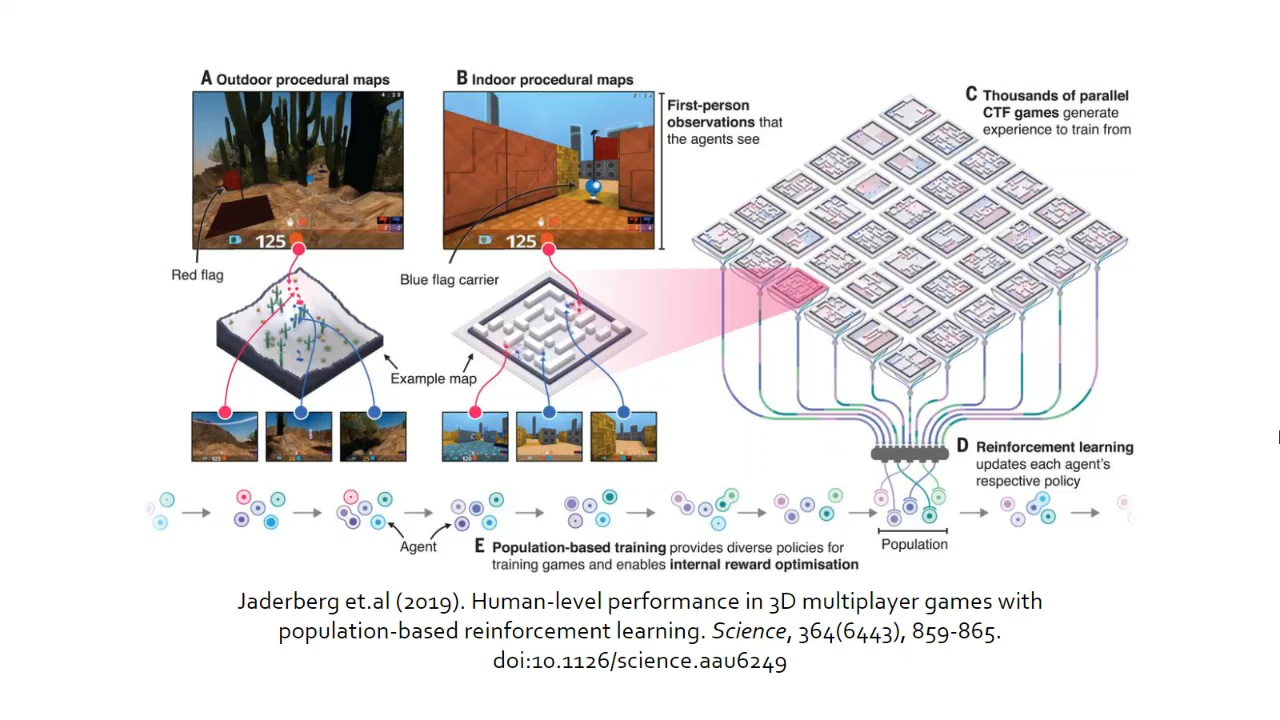 A Outdoor procedural maps
B Indoor procedural maps
First-person
observations that
the agents see
C Thousands of parallel
CTF games generate
experience to train from
125
125
Red flag
Blue flag carrier
Example map
D Reinforcement learning
updates each agent's
respective policy
Agent
Population
E Population-based training provides diverse policies for
training games and enables internal reward optimisation
Jaderberg et.al (2019). Human-level performance in 3D multiplayer games with
population-based reinforcement learning. Science, 364(6443), 859-865.
doi:10.1126/science.aau6249